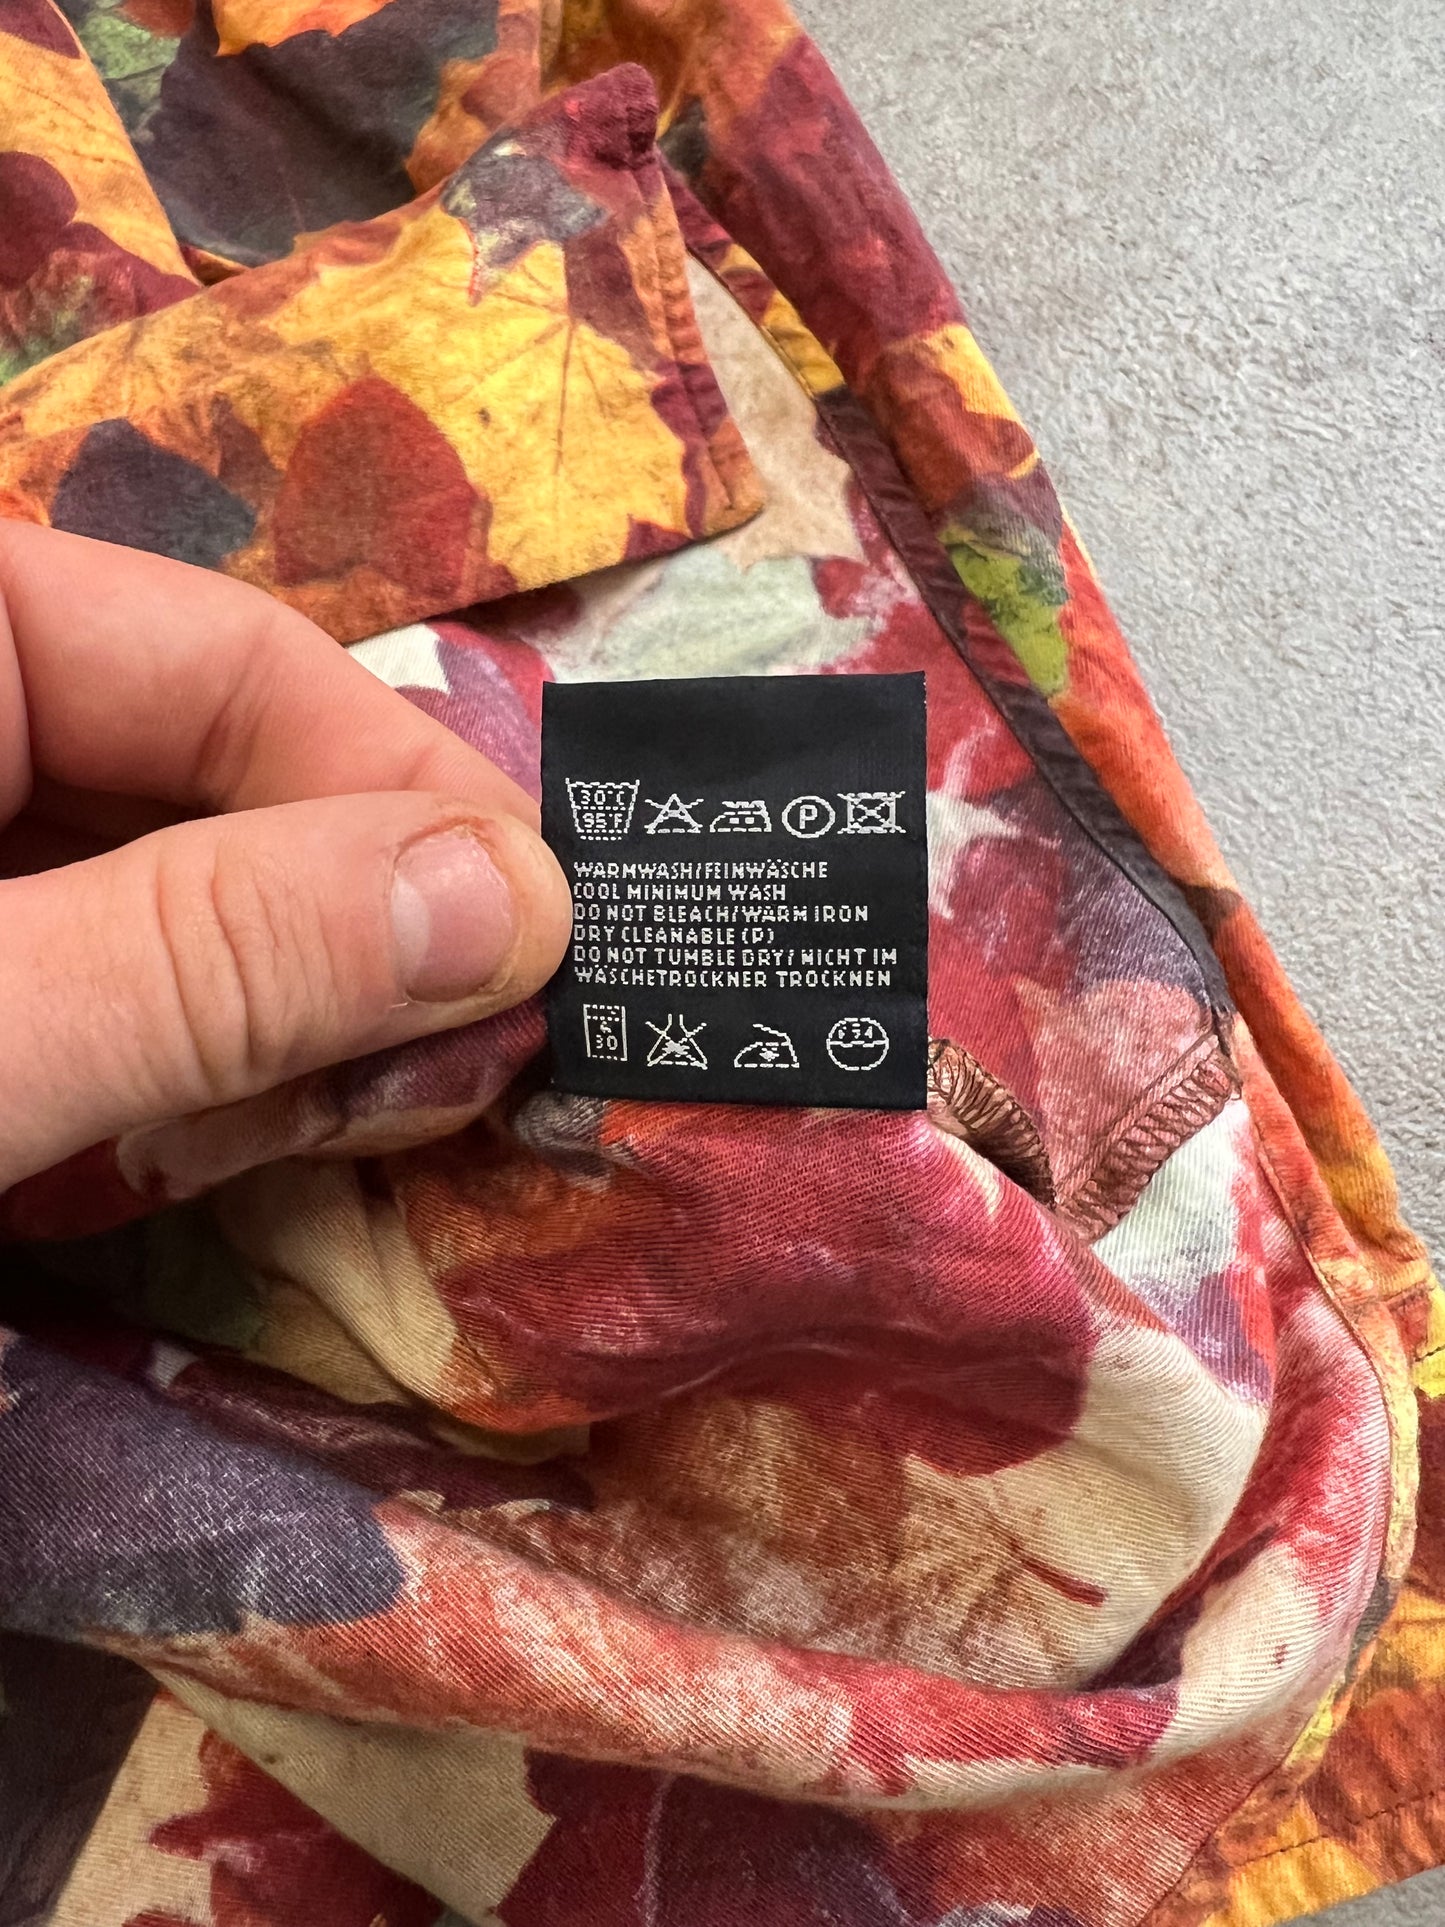 30°C
95°F
P
WARMWASH/FEINWÄSCHE
COOL MINIMUM WASH
DO NOT BLEACH/WARM IRON
DRY CLEANABLE (P)
DO NOT TUMBLE DRY/NICHT IM
WÄSCHETROCKNER TROCKNEN
30